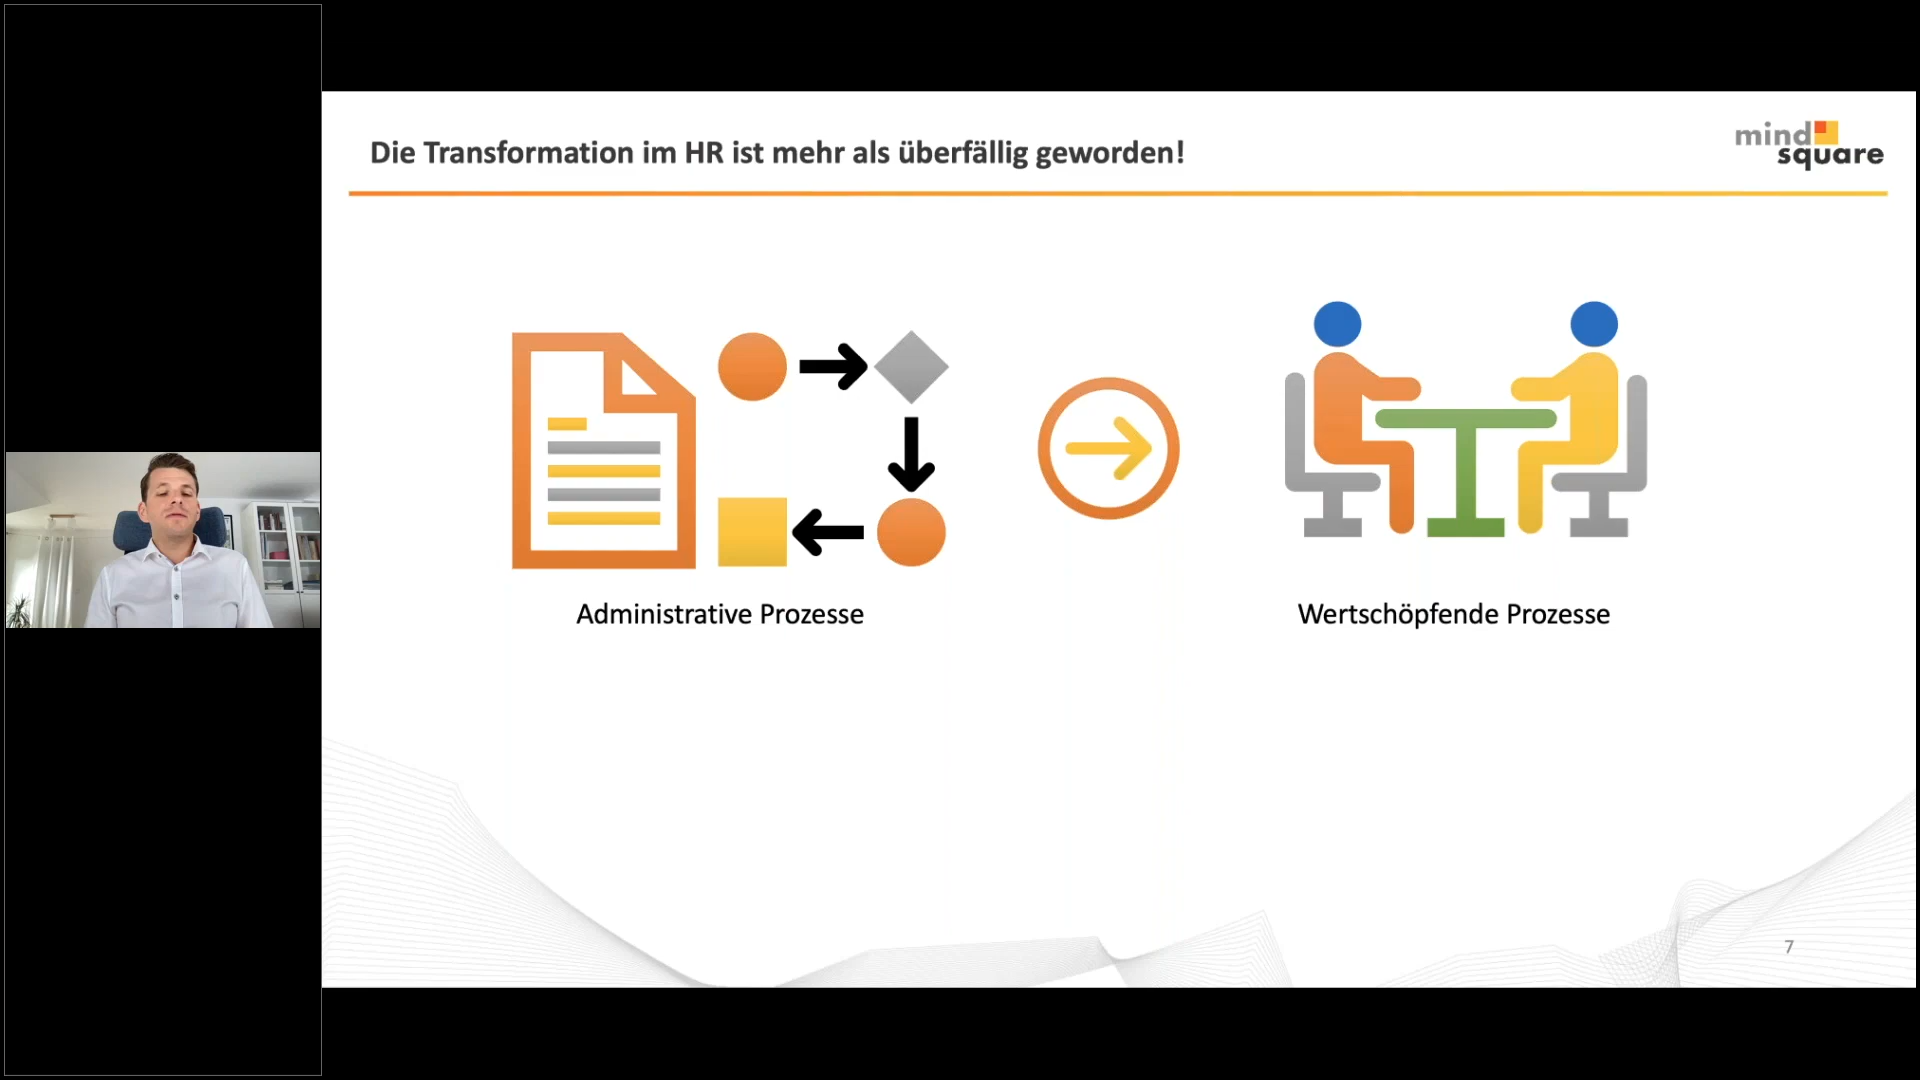 Die Transformation im HR ist mehr als überfällig geworden!
mind
square
Administrative Prozesse
Wertschöpfende Prozesse
7